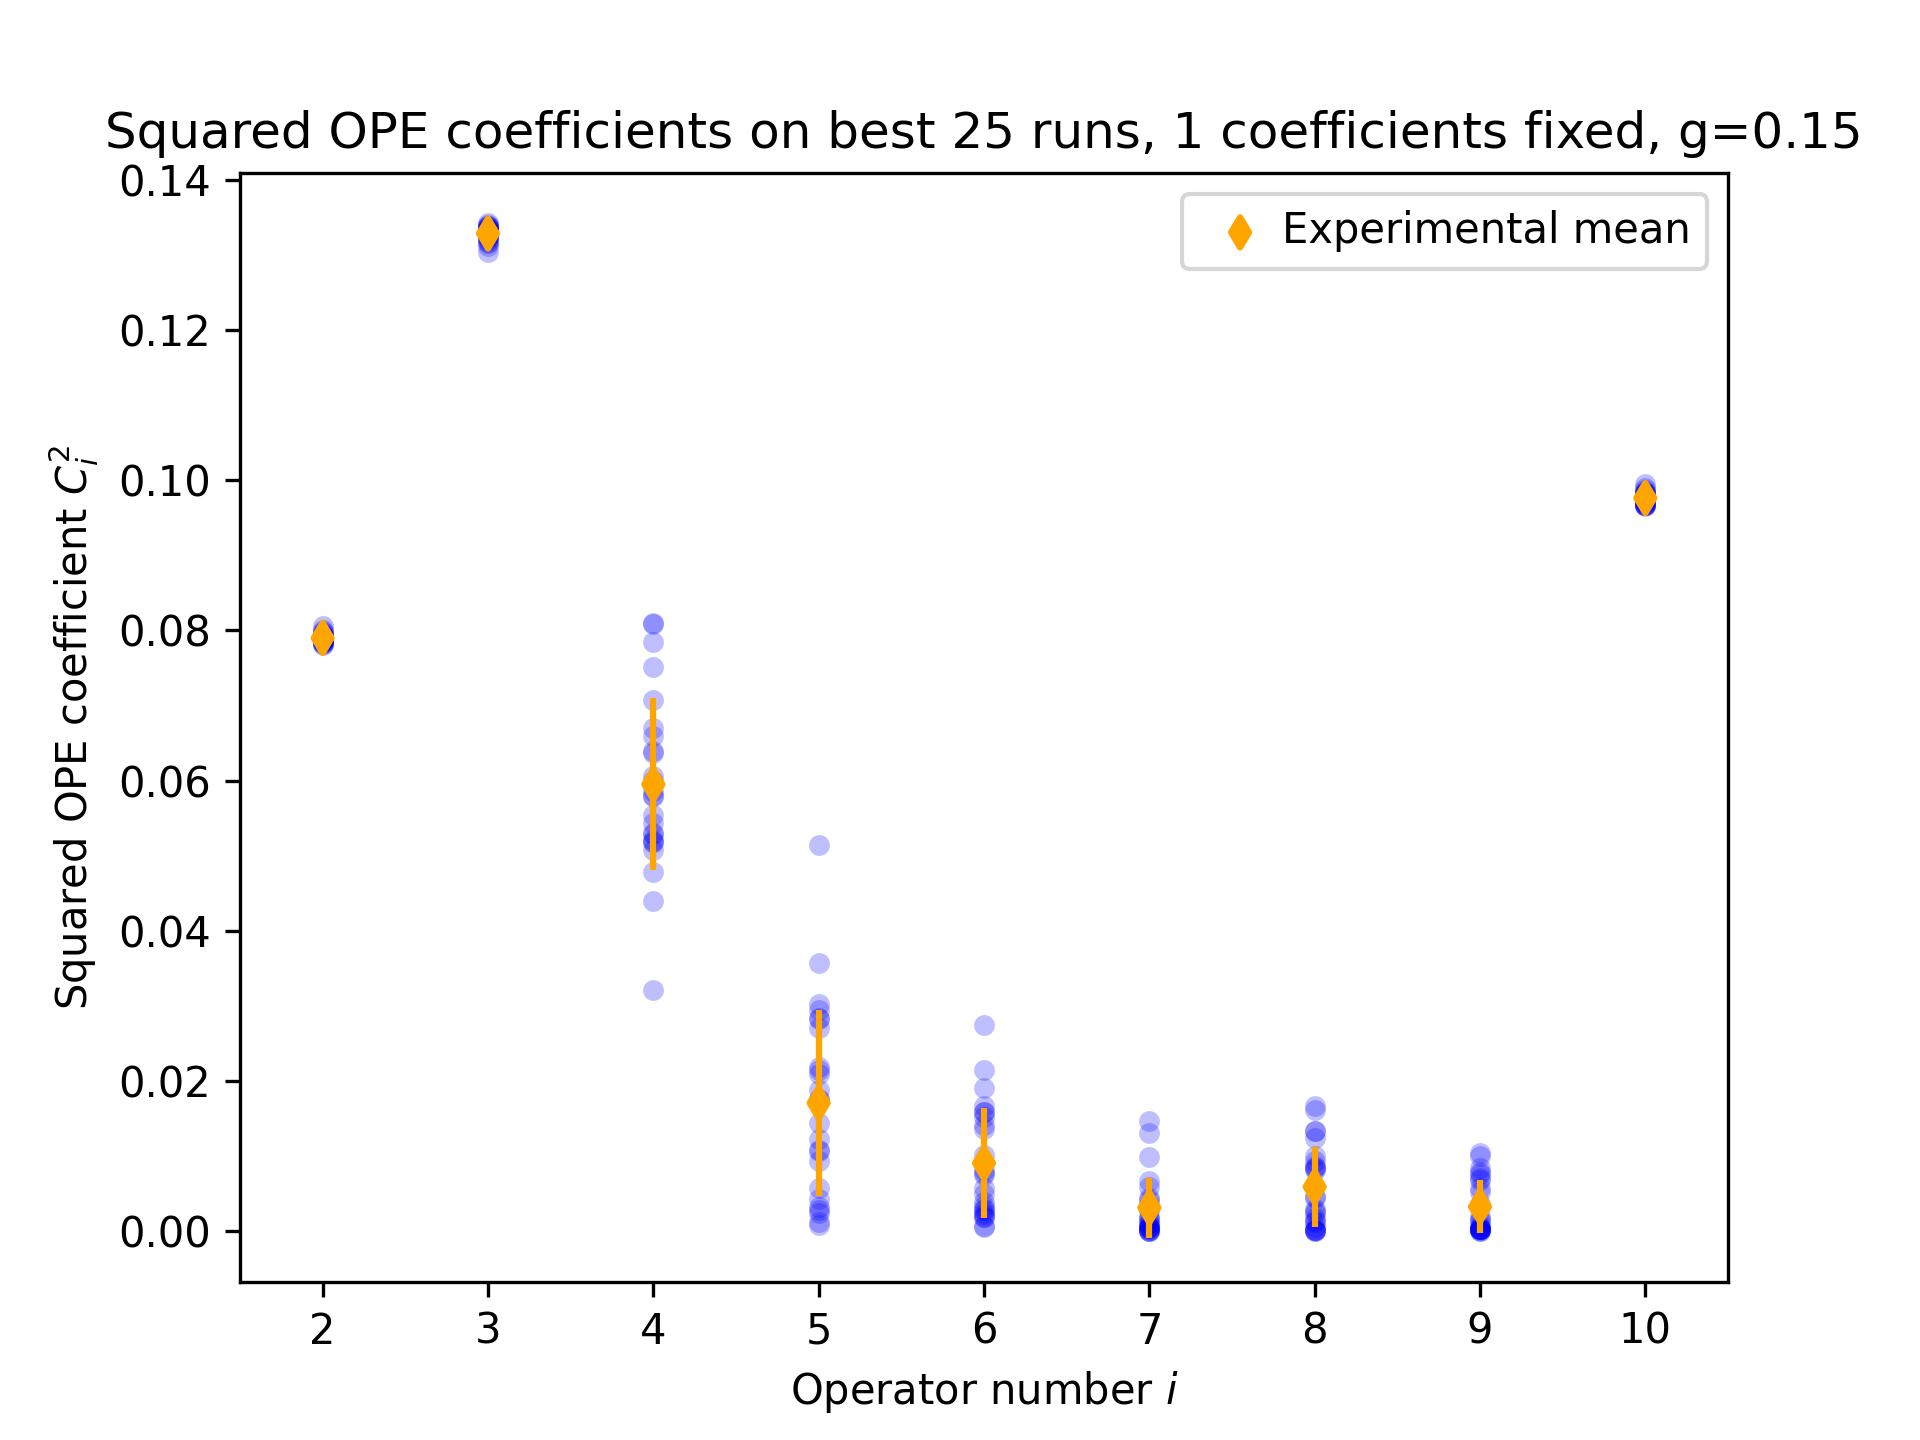 Squared OPE coefficients on best 25 runs, 1 coefficients fixed, g=0.15
Experimental mean
Squared OPE coefficient $C_i^2$
0.14
0.12
0.10
0.08
0.06
0.04
0.02
0.00
2 3 4 5 6 7 8 9 10
Operator number i